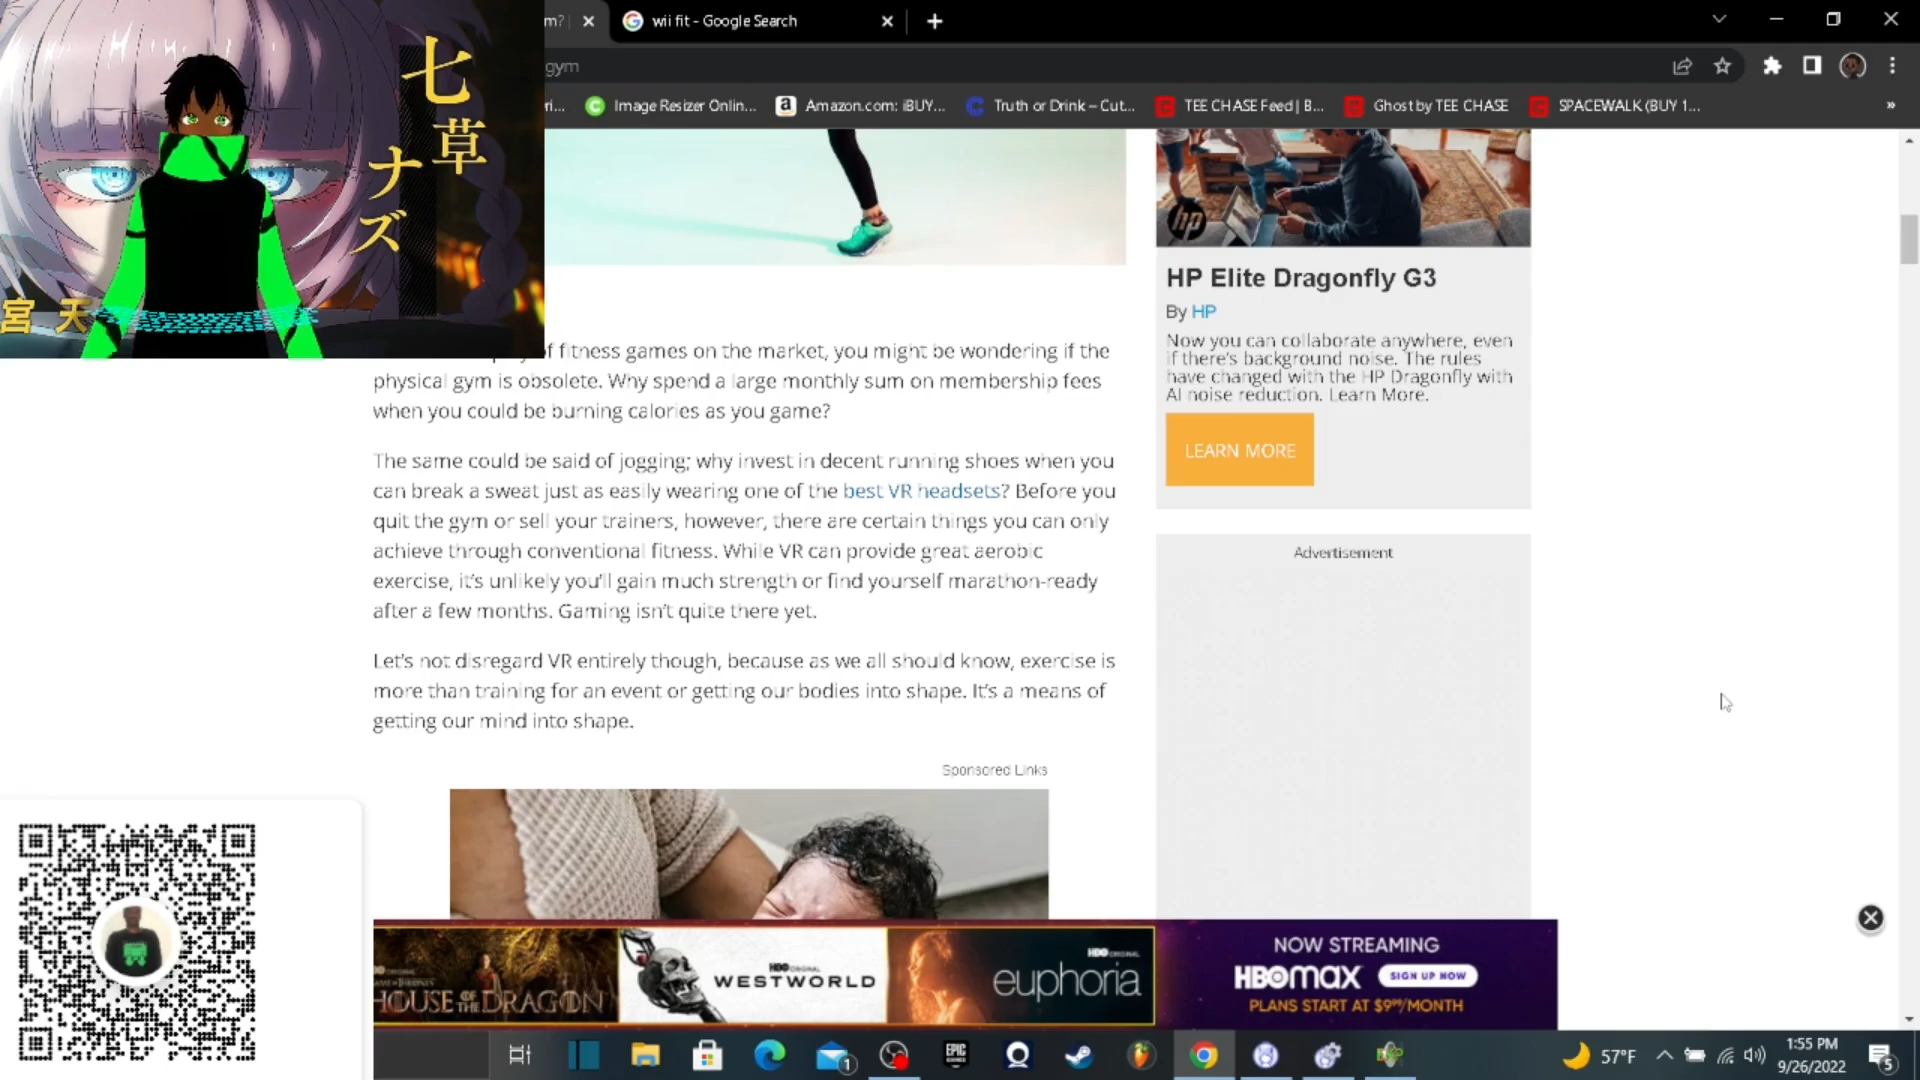 m? |
wii fit - Google Search
gym
ri...
Image Resizer Onlin...
Amazon.com: iBUY...
Truth or Drink – Cut...
TEE CHASE Feed | B...
Ghost by TEE CHASE
SPACEWALK (BUY 1...
»
七草
ナズ
宮 天
hp
HP Elite Dragonfly G3
By HP
Now you can collaborate anywhere, even
if there's background noise. The rules
have changed with the HP Dragonfly with
AI noise reduction. Learn More.
LEARN MORE
Advertisement
of fitness games on the market, you might be wondering if the
physical gym is obsolete. Why spend a large monthly sum on membership fees
when you could be burning calories as you game?
The same could be said of jogging; why invest in decent running shoes when you
can break a sweat just as easily wearing one of the best VR headsets? Before you
quit the gym or sell your trainers, however, there are certain things you can only
achieve through conventional fitness. While VR can provide great aerobic
exercise, it's unlikely you'll gain much strength or find yourself marathon-ready
after a few months. Gaming isn't quite there yet.
Let's not disregard VR entirely though, because as we all should know, exercise is
more than training for an event or getting our bodies into shape. It's a means of
getting our mind into shape.
Sponsored Links
HOUSE OF THE DRAGON
HBO ORIGINAL
WESTWORLD
HBO ORIGINAL
euphoria
NOW STREAMING
HBOMAX SIGN UP NOW
PLANS START AT $9.99/MONTH
1
EPIC GAMES
57°F
1:55 PM
9/26/2022
5